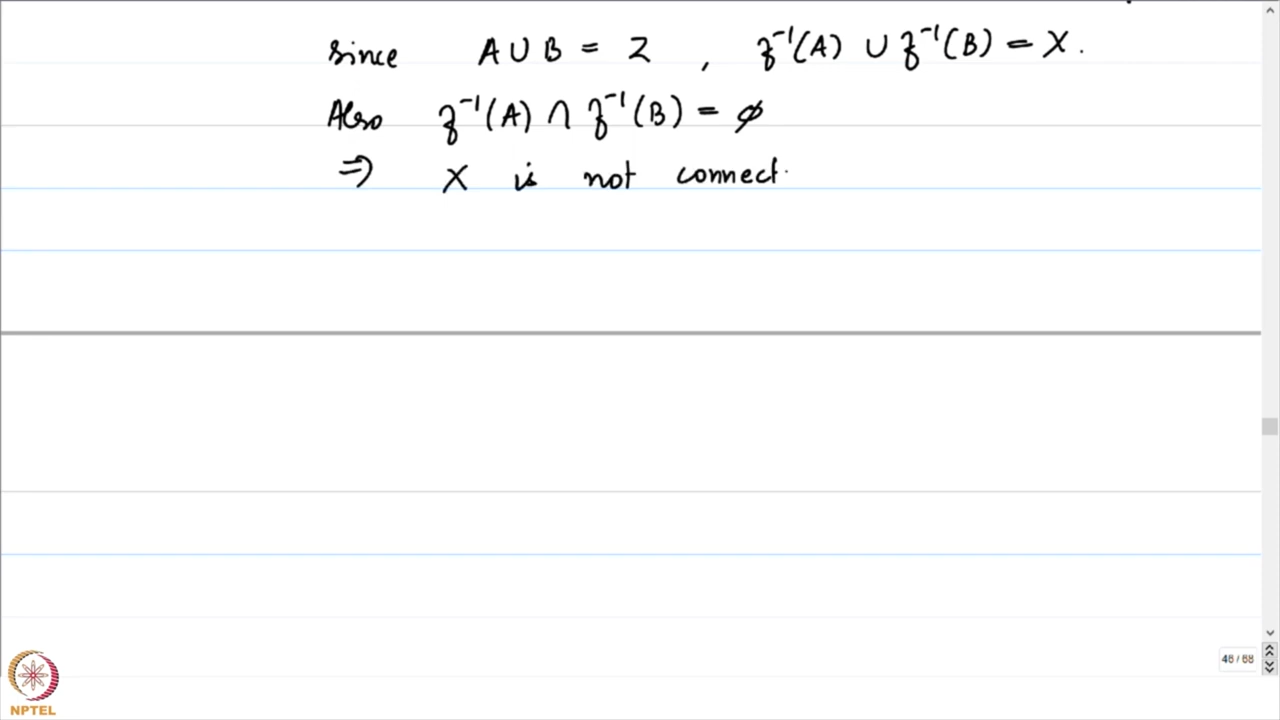 since A ∪ B = Z , f⁻¹(A) ∪ f⁻¹(B) = X.
Also f⁻¹(A) ∩ f⁻¹(B) = φ
⇒ X is not connect.
46 / 68
NPTEL